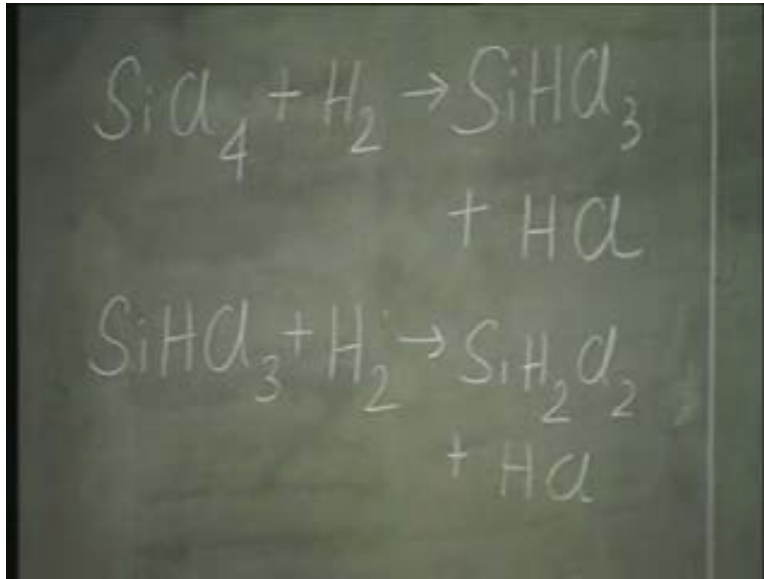 SiCl₄ + H₂ → SiHCl₃
+ HCl
SiHCl₃ + H₂ → SiH₂Cl₂
+ HCl